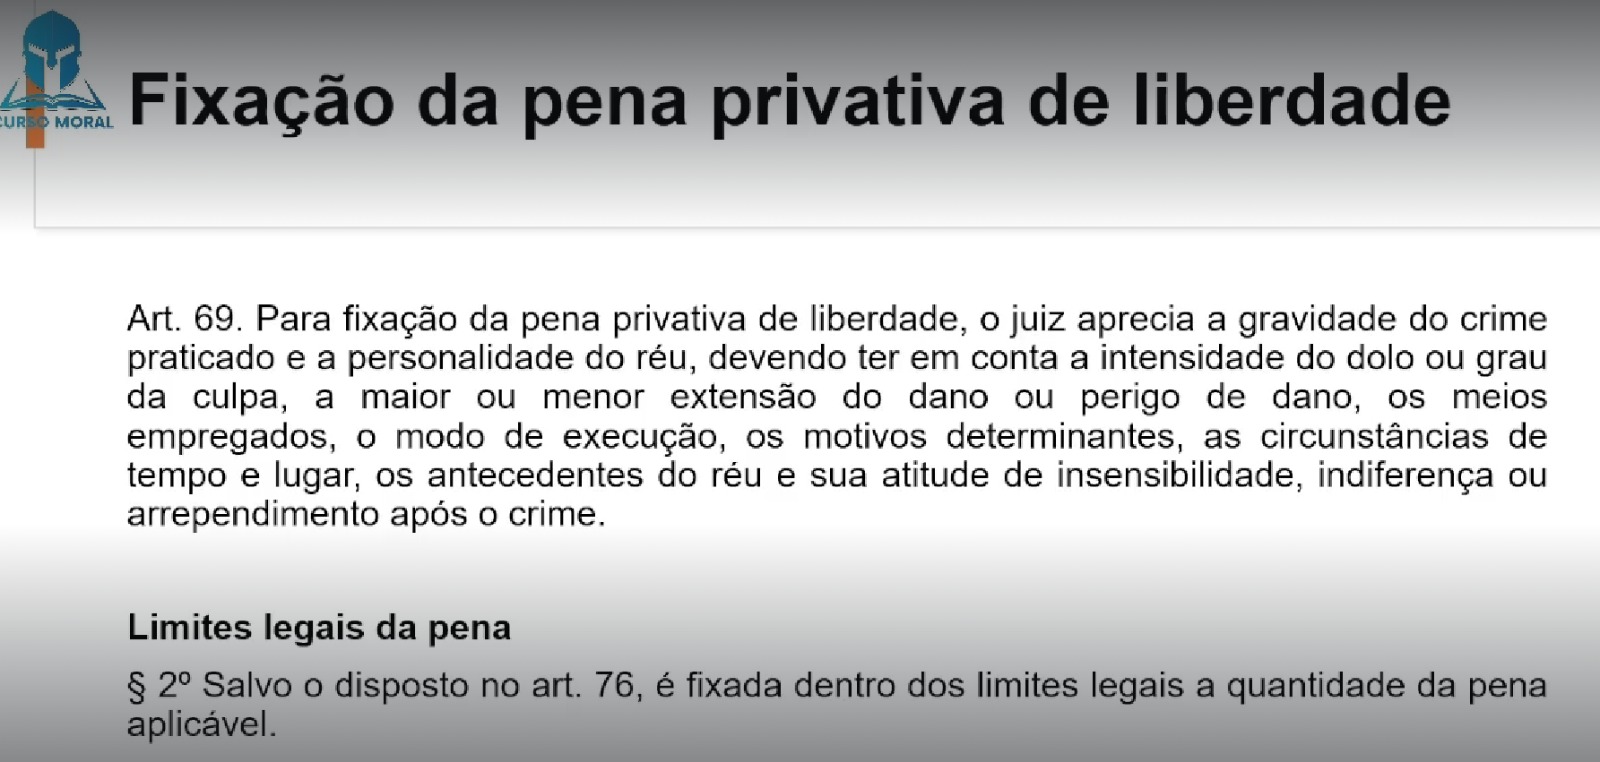 Fixação da pena privativa de liberdade
CURSO MORAL
Art. 69. Para fixação da pena privativa de liberdade, o juiz aprecia a gravidade do crime
praticado e a personalidade do réu, devendo ter em conta a intensidade do dolo ou grau
da culpa, a maior ou menor extensão do dano ou perigo de dano, os meios
empregados, o modo de execução, os motivos determinantes, as circunstâncias de
tempo e lugar, os antecedentes do réu e sua atitude de insensibilidade, indiferença ou
arrependimento após o crime.
Limites legais da pena
§ 2º Salvo o disposto no art. 76, é fixada dentro dos limites legais a quantidade da pena
aplicável.